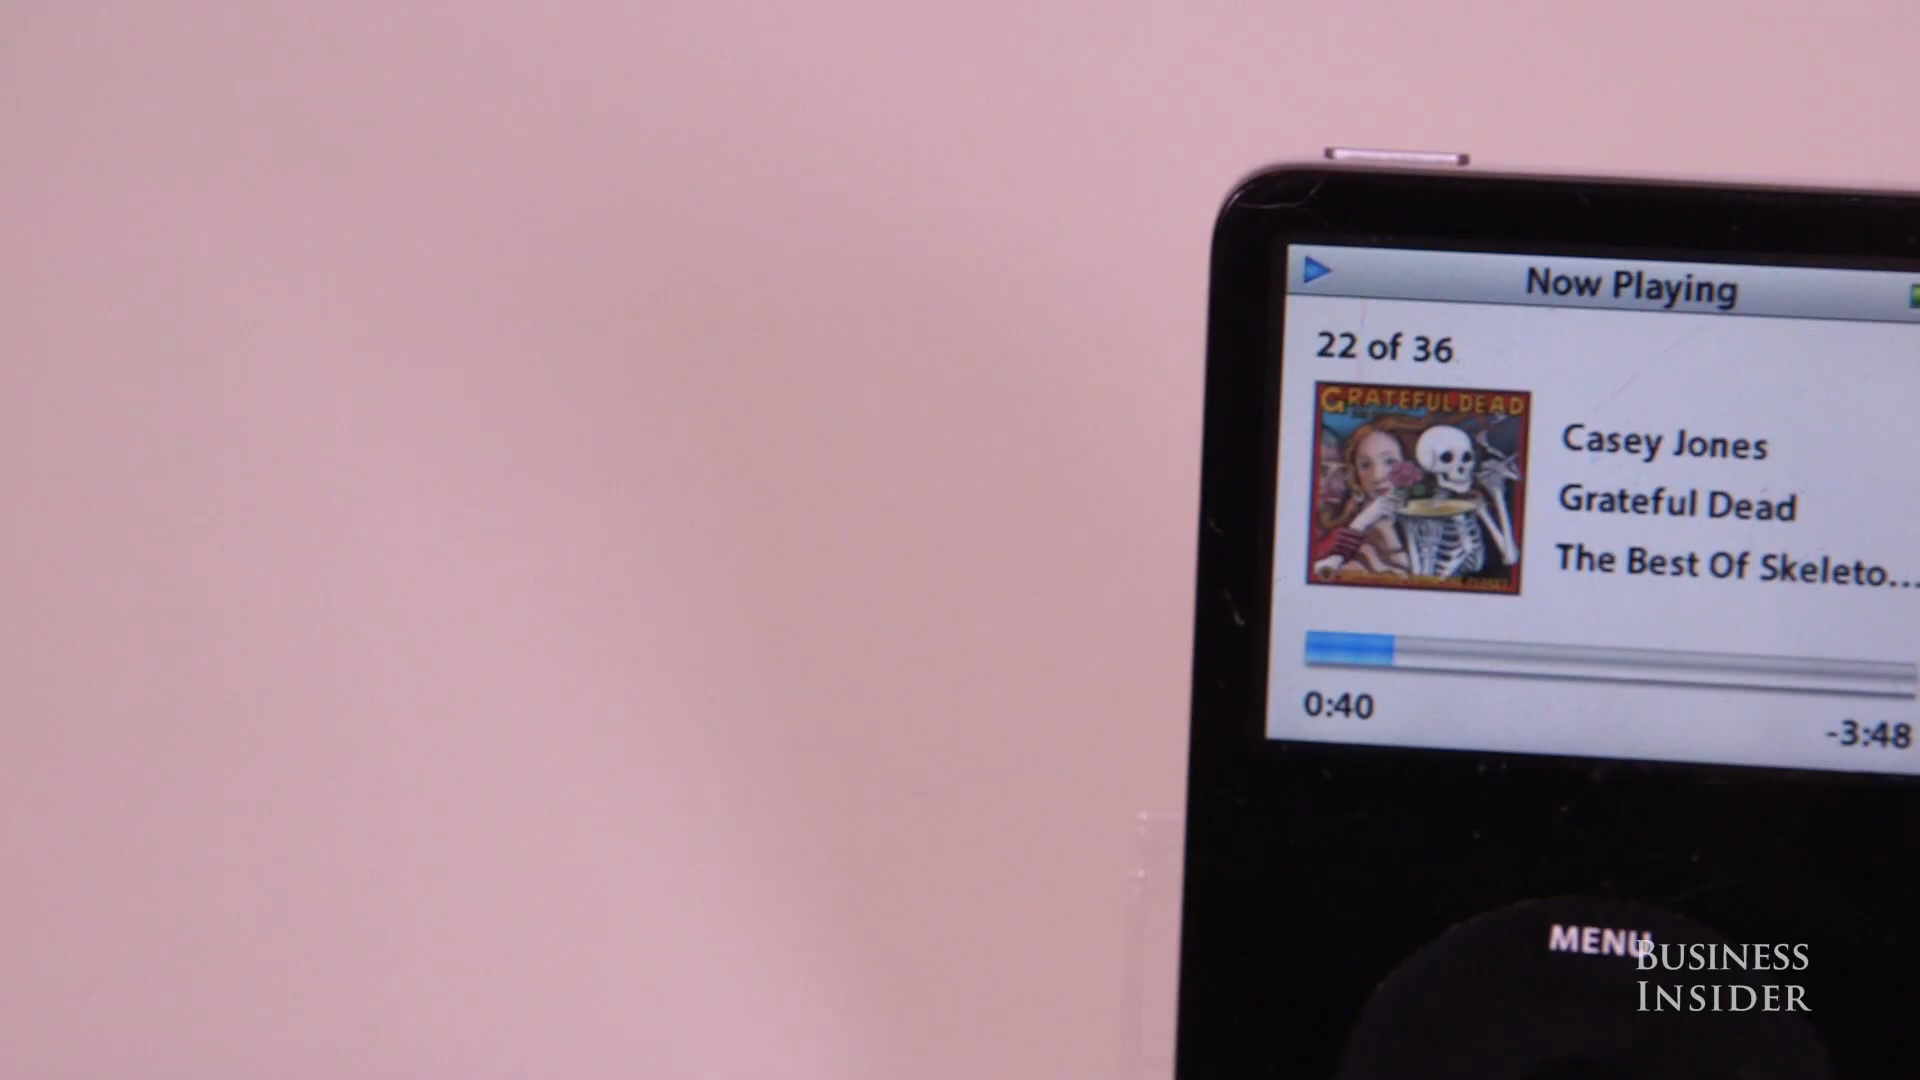 Now Playing
22 of 36
GRATEFUL DEAD
Casey Jones
Grateful Dead
The Best Of Skeleto...
0:40
-3:48
MENU
BUSINESS
INSIDER